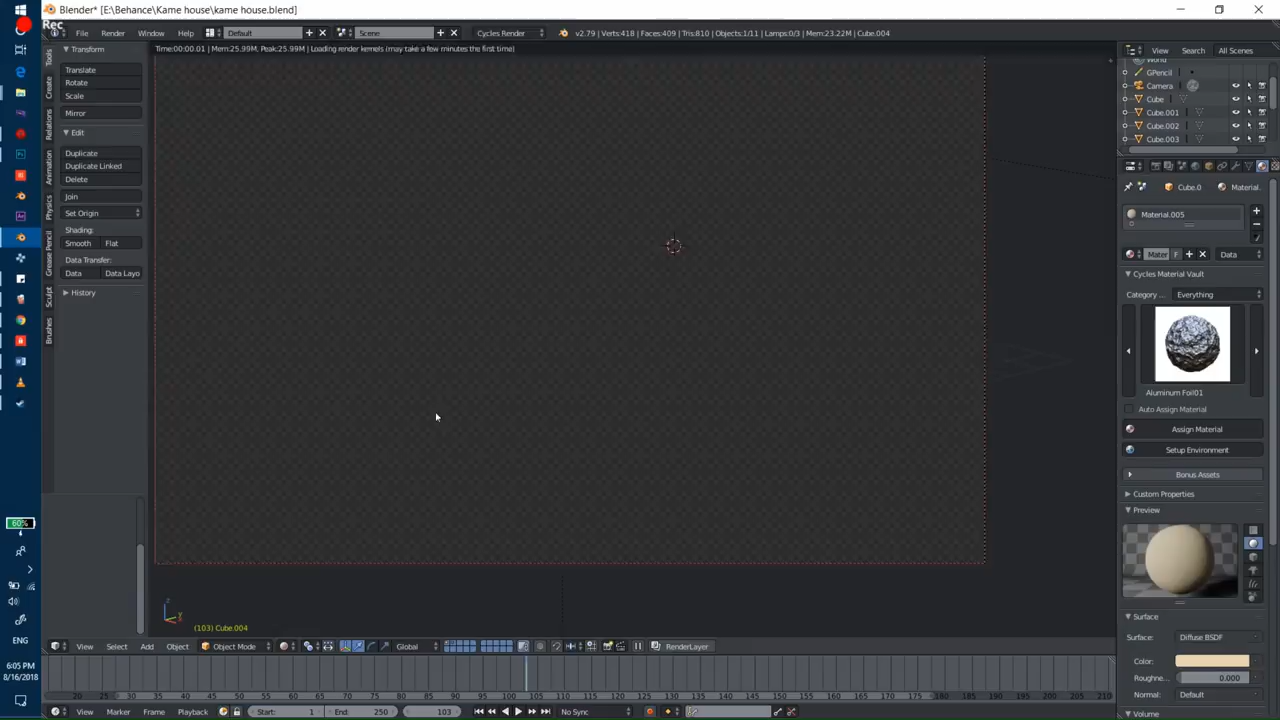 Blender* [E:\Behance\Kame house\kame house.blend]
Rec
File Render Window Help Default Scene Cycles Render v2.79 | Verts:418 | Faces:409 | Tris:810 | Objects:1/11 | Lamps:0/3 | Mem:23.22M | Cube.004
Time:00:00.01 | Mem:25.99M, Peak:25.99M | Loading render kernels (may take a few minutes the first time)
View Search All Scenes
World
GPencil
Camera
Cube
Cube.001
Cube.002
Cube.003
Tools
Create
Relations
Animation
Physics
Grease Pencil
Sculpt
Brushes
Transform
Translate
Rotate
Scale
Mirror
Edit
Duplicate
Duplicate Linked
Delete
Join
Set Origin
Shading:
Smooth Flat
Data Transfer:
Data Data Layo
History
Cube.0 Material.
Material.005
Mater F Data
Cycles Material Vault
Category ... Everything
Aluminum Foil01
Auto Assign Material
Assign Material
Setup Environment
Bonus Assets
Custom Properties
Preview
Surface
Surface: Diffuse BSDF
Color:
Roughne.. 0.000
Normal: Default
Volume
60%
ENG
6:05 PM
8/16/2018
z
y
(103) Cube.004
View Select Add Object Object Mode Global RenderLayer
20 25 30 35 40 45 50 55 60 65 70 75 80 85 90 95 100 105 110 115 120 125 130 135 140 145 150 155 160 165 170 175 180 185 190 195 200 205 210
View Marker Frame Playback Start: 1 End: 250 103 No Sync